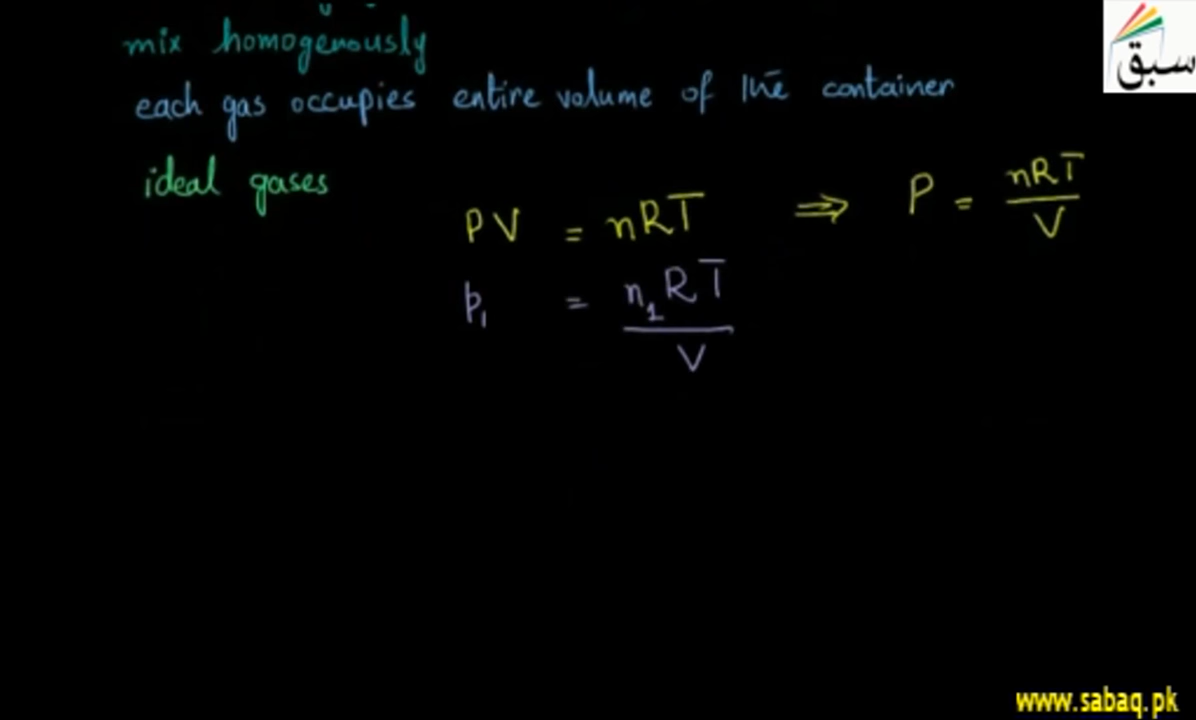 mix homogenously
سبق
each gas occupies entire volume of the container
ideal gases
PV = nRT ⇒ P = nRT / V
p₁ = n₁RT / V
www.sabaq.pk